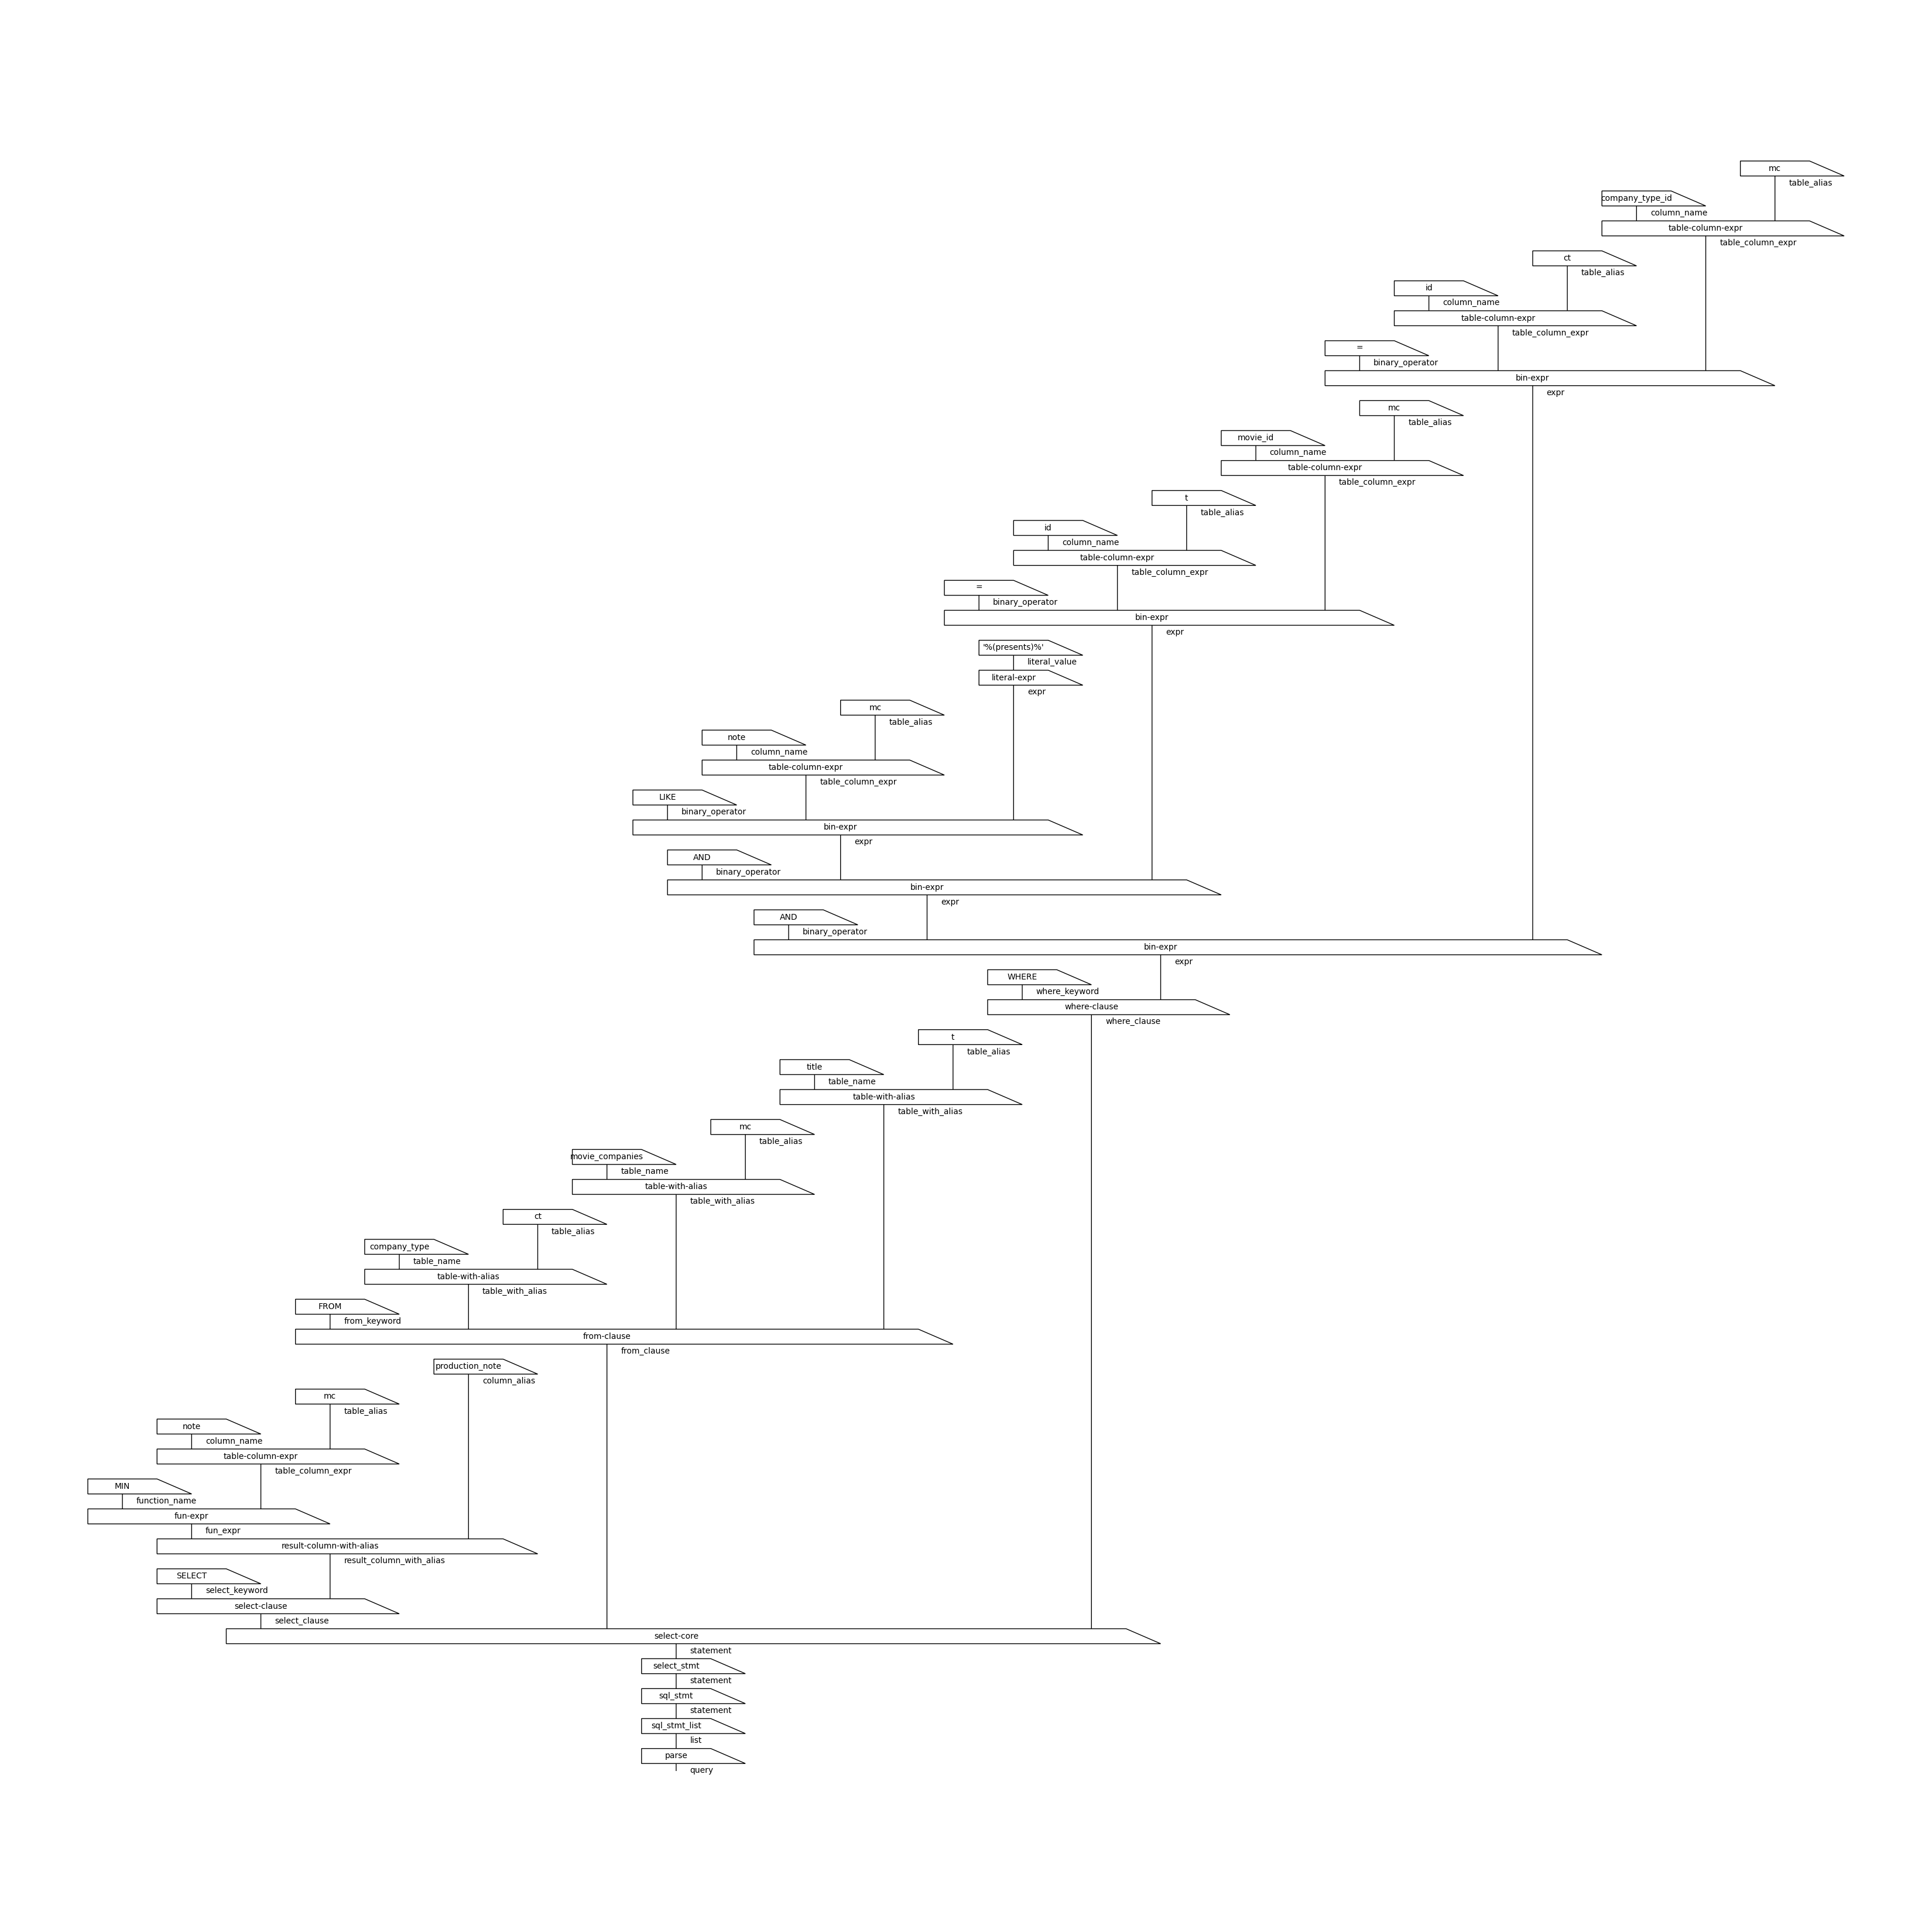 mc
table_alias
company_type_id
column_name
table-column-expr
table_column_expr
ct
table_alias
id
column_name
table-column-expr
table_column_expr
=
binary_operator
bin-expr
expr
mc
table_alias
movie_id
column_name
table-column-expr
table_column_expr
t
table_alias
id
column_name
table-column-expr
table_column_expr
=
binary_operator
bin-expr
expr
'%(presents)%'
literal_value
literal-expr
expr
mc
table_alias
note
column_name
table-column-expr
table_column_expr
LIKE
binary_operator
bin-expr
expr
AND
binary_operator
bin-expr
expr
AND
binary_operator
bin-expr
expr
WHERE
where_keyword
where-clause
where_clause
t
table_alias
title
table_name
table-with-alias
table_with_alias
mc
table_alias
movie_companies
table_name
table-with-alias
table_with_alias
ct
table_alias
company_type
table_name
table-with-alias
table_with_alias
FROM
from_keyword
from-clause
from_clause
production_note
column_alias
mc
table_alias
note
column_name
table-column-expr
table_column_expr
MIN
function_name
fun-expr
fun_expr
result-column-with-alias
result_column_with_alias
SELECT
select_keyword
select-clause
select_clause
select-core
statement
select_stmt
statement
sql_stmt
statement
sql_stmt_list
list
parse
query